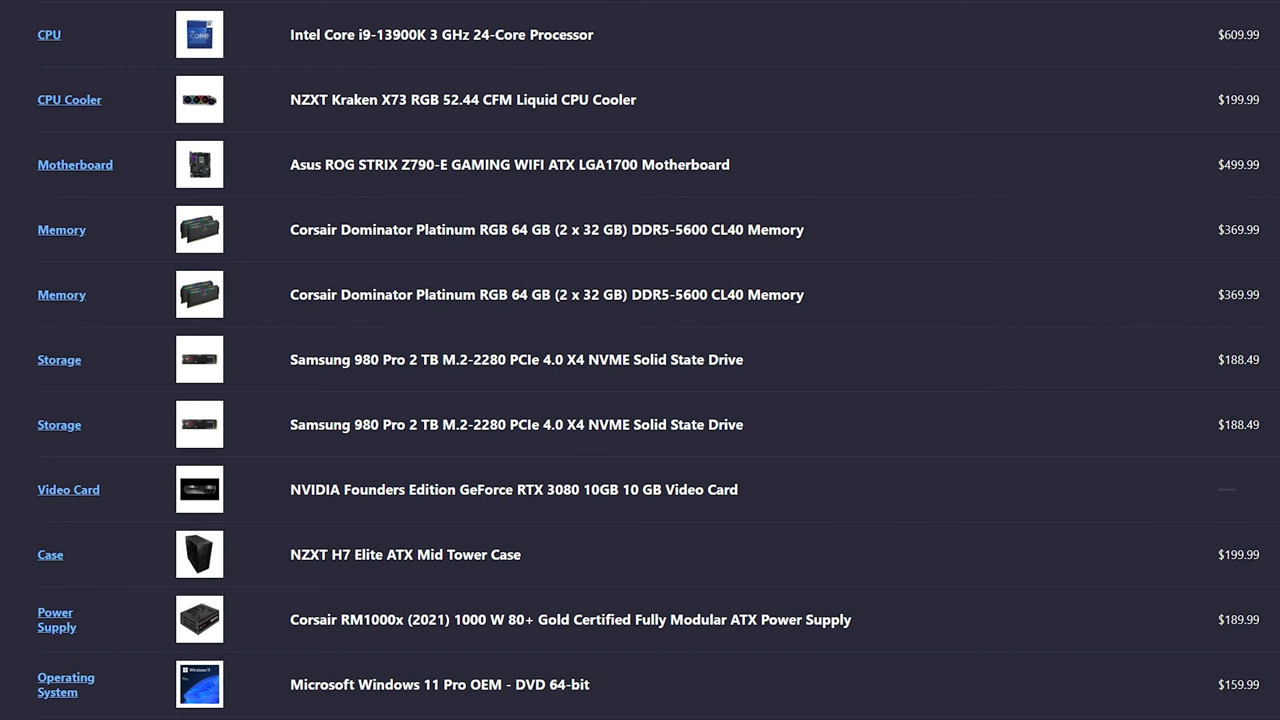 CPU Intel Core i9-13900K 3 GHz 24-Core Processor $609.99
CPU Cooler NZXT Kraken X73 RGB 52.44 CFM Liquid CPU Cooler $199.99
Motherboard Asus ROG STRIX Z790-E GAMING WIFI ATX LGA1700 Motherboard $499.99
Memory Corsair Dominator Platinum RGB 64 GB (2 x 32 GB) DDR5-5600 CL40 Memory $369.99
Memory Corsair Dominator Platinum RGB 64 GB (2 x 32 GB) DDR5-5600 CL40 Memory $369.99
Storage Samsung 980 Pro 2 TB M.2-2280 PCIe 4.0 X4 NVME Solid State Drive $188.49
Storage Samsung 980 Pro 2 TB M.2-2280 PCIe 4.0 X4 NVME Solid State Drive $188.49
Video Card NVIDIA Founders Edition GeForce RTX 3080 10GB 10 GB Video Card —
Case NZXT H7 Elite ATX Mid Tower Case $199.99
Power
Supply Corsair RM1000x (2021) 1000 W 80+ Gold Certified Fully Modular ATX Power Supply $189.99
Operating
System Windows 11 Microsoft Windows 11 Pro OEM - DVD 64-bit $159.99